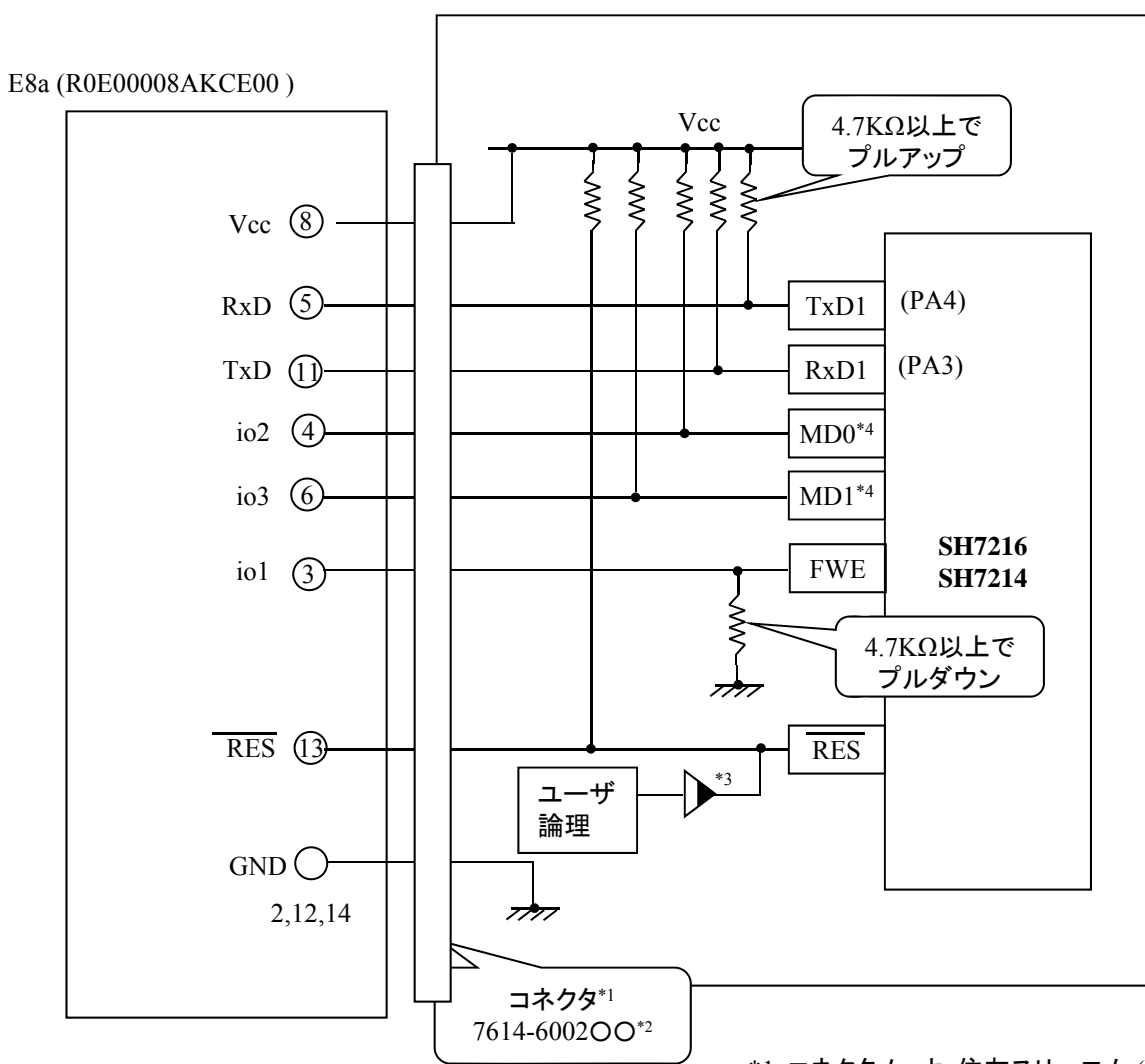 E8a (R0E00008AKCE00 )
Vcc
4.7KΩ以上で
プルアップ
Vcc 8
RxD 5
TxD1
(PA4)
TxD 11
RxD1
(PA3)
io2 4
MD0*4
io3 6
MD1*4
io1 3
FWE
SH7216
SH7214
4.7KΩ以上で
プルダウン
RES 13
RES
*3
ユーザ
論理
GND
2,12,14
コネクタ*1
7614-6002〇〇*2